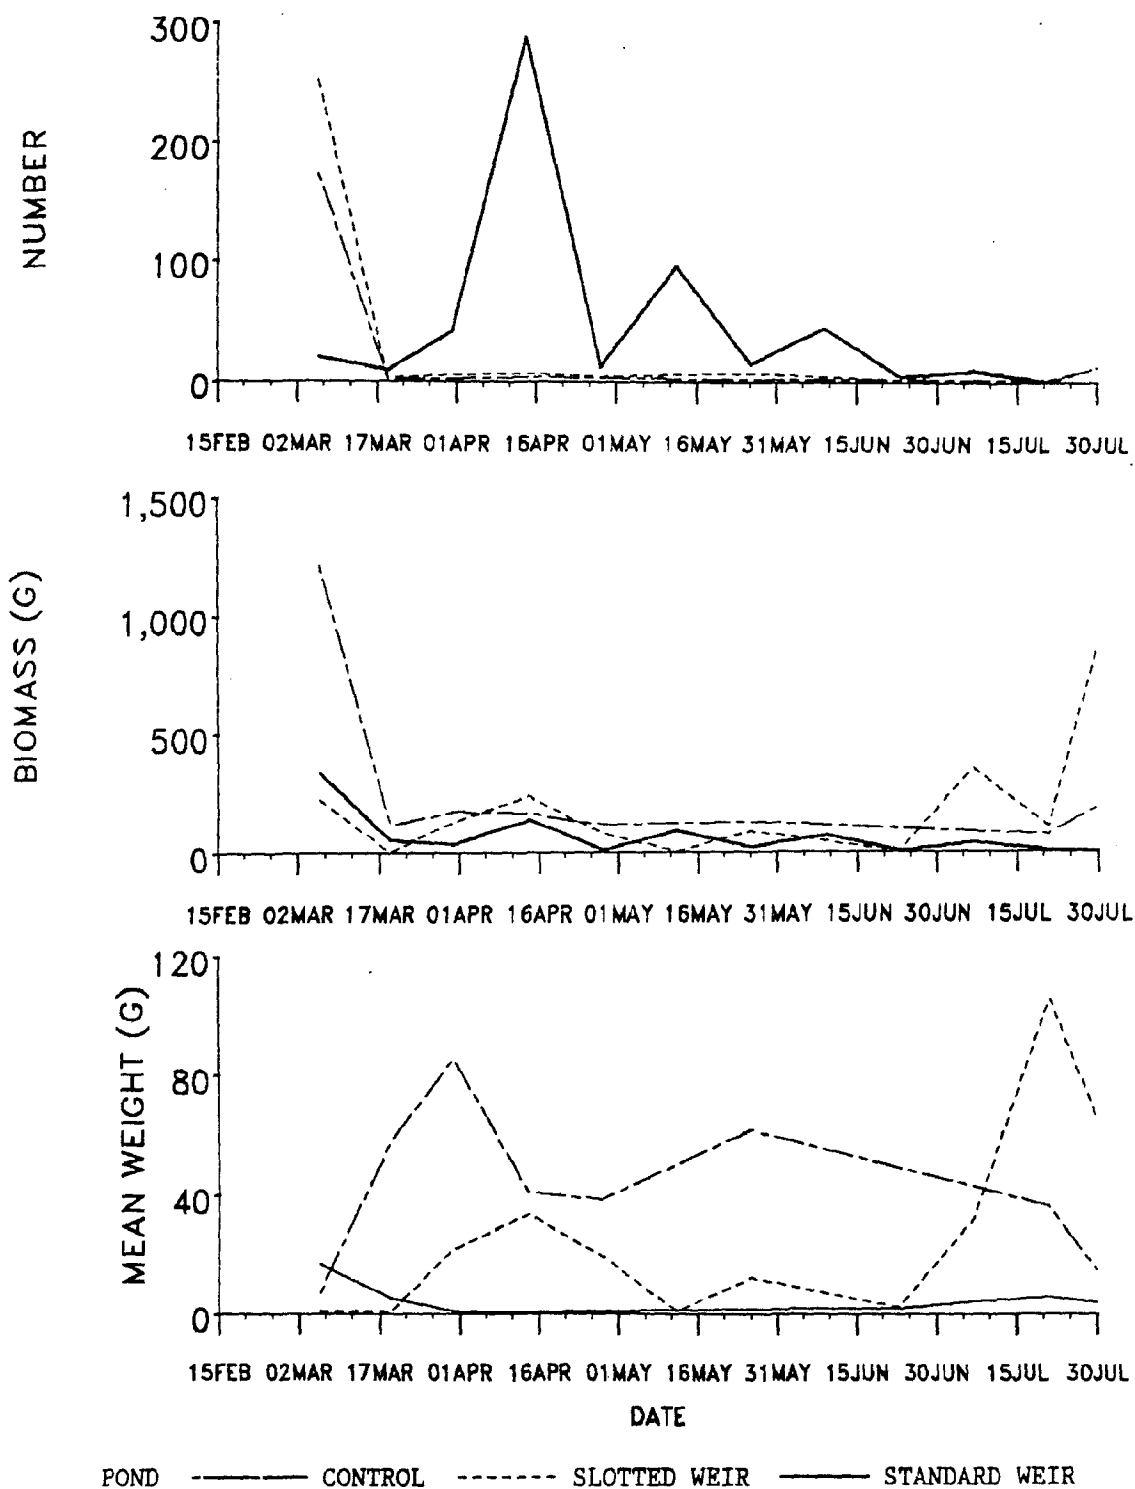 300
200
100
0
NUMBER
15FEB 02MAR 17MAR 01APR 16APR 01MAY 16MAY 31MAY 15JUN 30JUN 15JUL 30JUL
1,500
1,000
500
0
BIOMASS (G)
15FEB 02MAR 17MAR 01APR 16APR 01MAY 16MAY 31MAY 15JUN 30JUN 15JUL 30JUL
120
80
40
0
MEAN WEIGHT (G)
15FEB 02MAR 17MAR 01APR 16APR 01MAY 16MAY 31MAY 15JUN 30JUN 15JUL 30JUL
DATE
POND CONTROL SLOTTED WEIR STANDARD WEIR